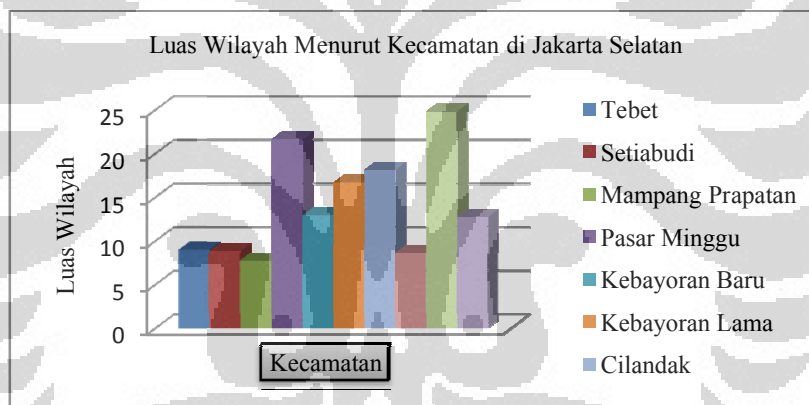 Luas Wilayah Menurut Kecamatan di Jakarta Selatan
Luas Wilayah
25
20
15
10
5
0
Kecamatan
Tebet
Setiabudi
Mampang Prapatan
Pasar Minggu
Kebayoran Baru
Kebayoran Lama
Cilandak